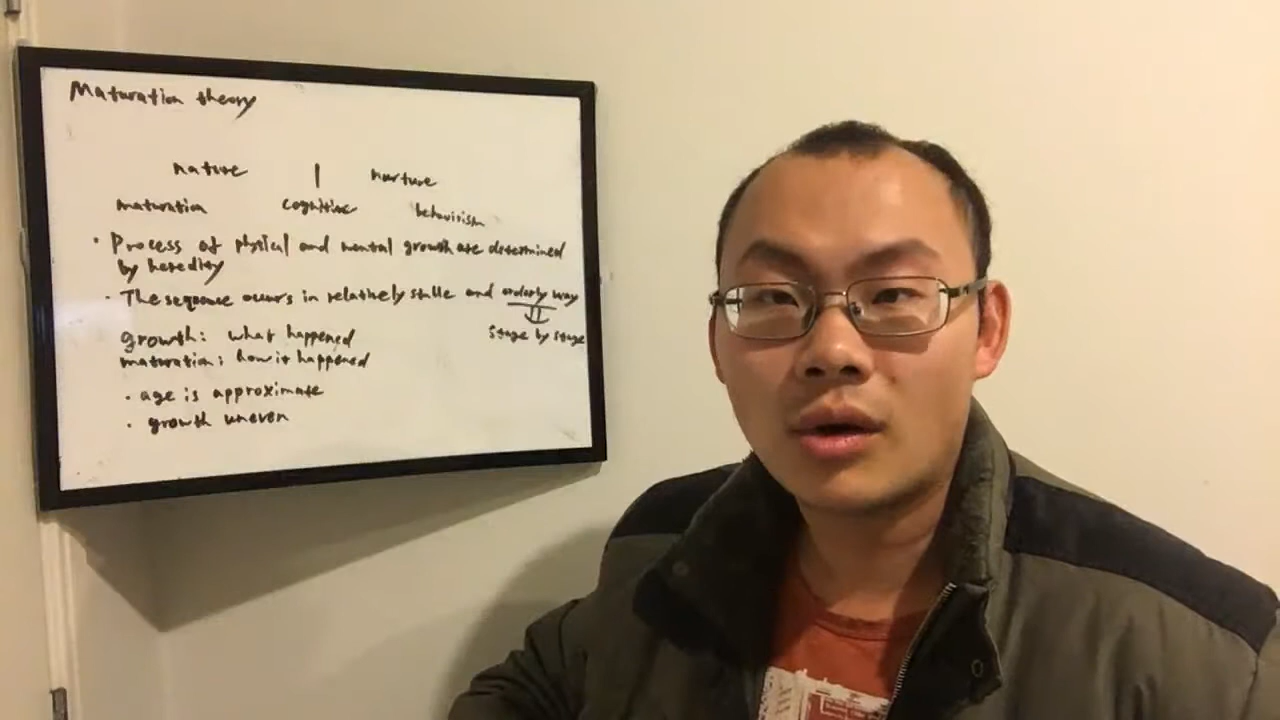 Maturation theory
nature | nurture
maturation cognitive behaviorism
· Process of physical and mental growth are determined
by heredity
· The sequence occurs in relatively stable and orderly way
stage by stage
growth: what happened
maturation: how it happened
· age is approximate
· growth uneven